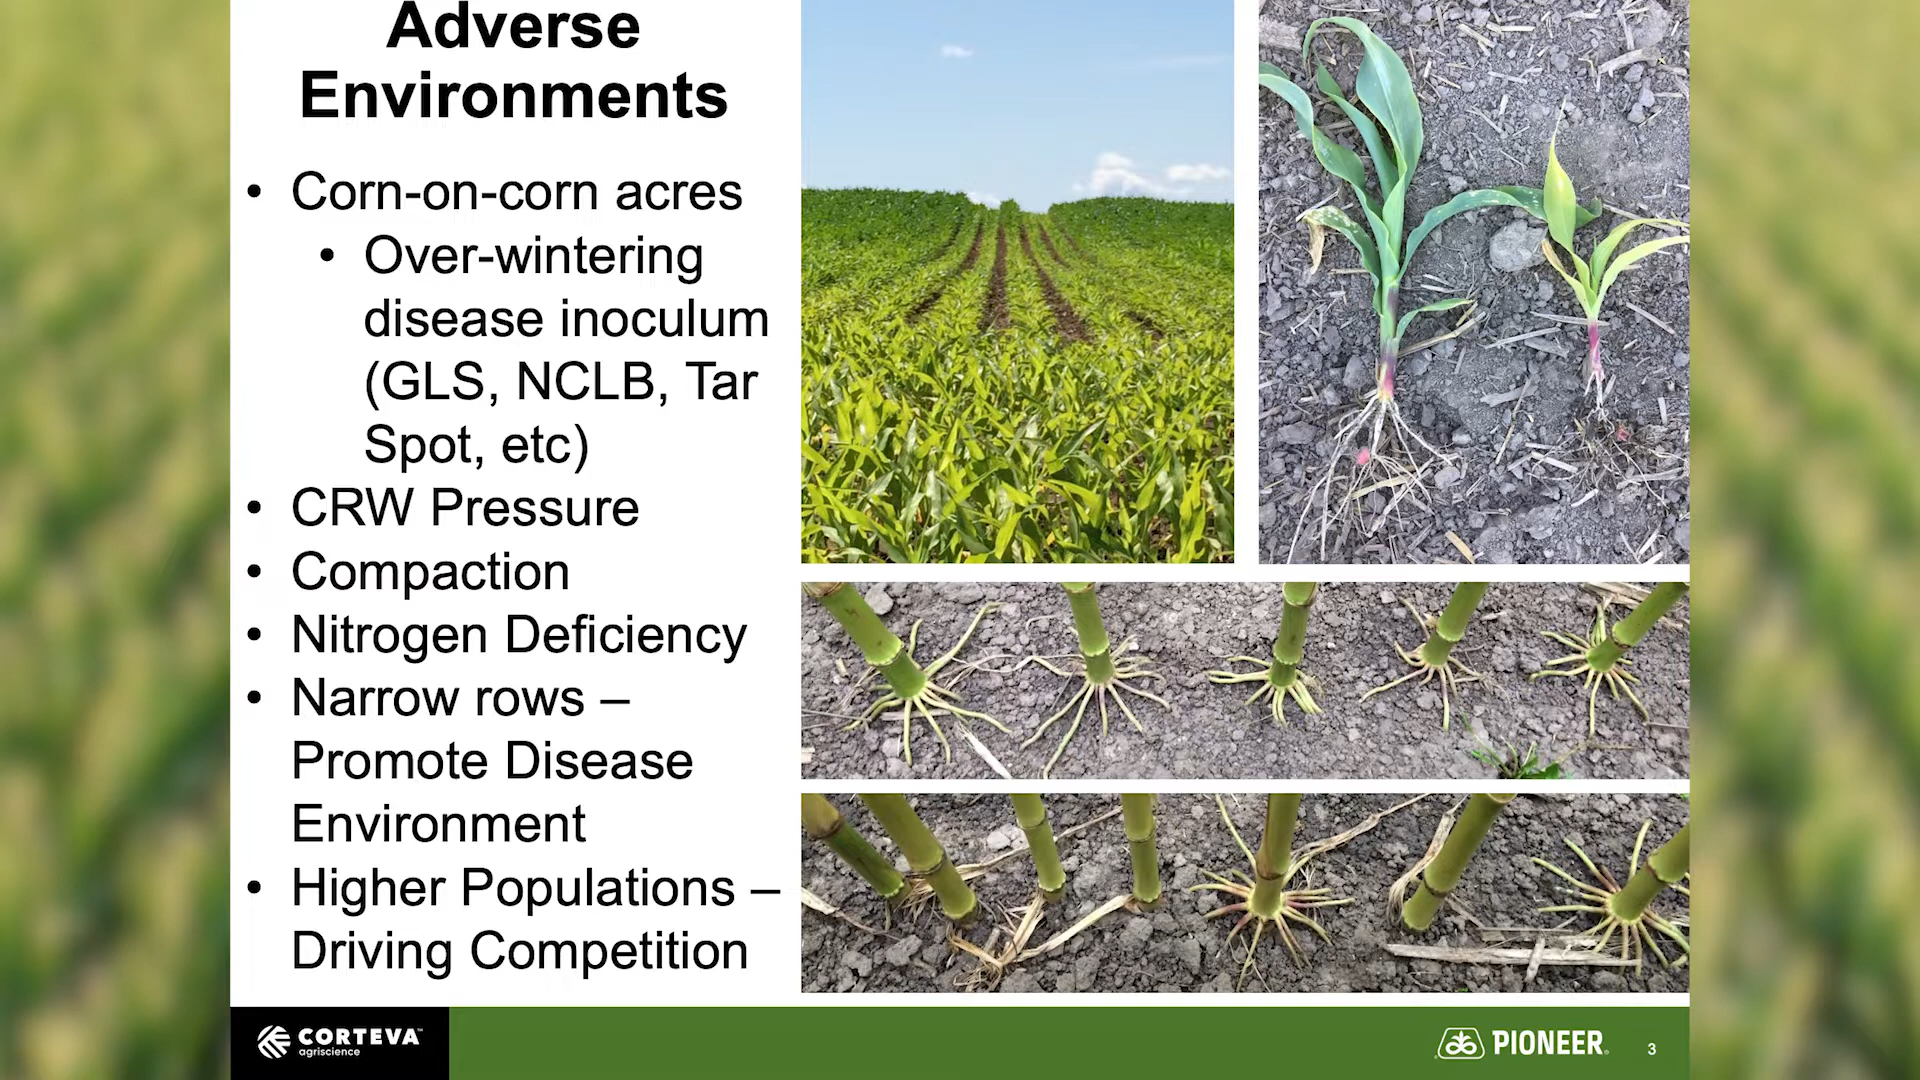 Adverse
Environments
• Corn-on-corn acres
• Over-wintering
disease inoculum
(GLS, NCLB, Tar
Spot, etc)
• CRW Pressure
• Compaction
• Nitrogen Deficiency
• Narrow rows –
Promote Disease
Environment
• Higher Populations –
Driving Competition
CORTEVA™
agriscience
PIONEER®
3